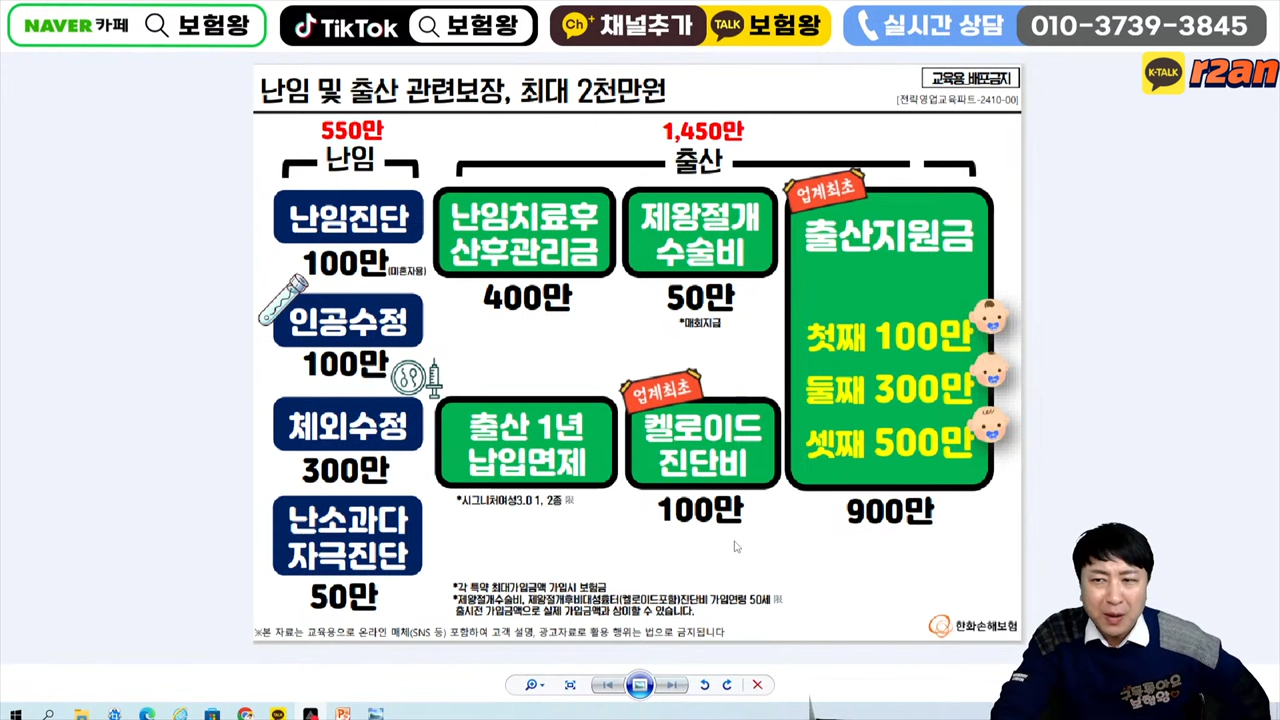 NAVER 카페 보험왕
TikTok 보험왕
Ch+ 채널추가 TALK 보험왕
실시간 상담 010-3739-3845
K-TALK r2an
난임 및 출산 관련보장, 최대 2천만원
교육용 배포금지
[전략영업교육파트-2410-00]
550만
난임
1,450만
출산
난임진단
100만(미혼자용)
인공수정
100만
체외수정
300만
난소과다
자극진단
50만
난임치료후
산후관리금
400만
제왕절개
수술비
50만
*매회지급
출산 1년
납입면제
*시그니처여성3.0 1, 2종 限
업계최초
켈로이드
진단비
100만
업계최초
출산지원금
첫째 100만
둘째 300만
셋째 500만
900만
*각 특약 최대가입금액 가입시 보험금
*제왕절개수술비, 제왕절개후비대성흉터(켈로이드포함)진단비 가입연령 50세 限
출시전 가입금액으로 실제 가입금액과 상이할 수 있습니다.
※본 자료는 교육용으로 온라인 매체(SNS 등) 포함하여 고객 설명, 광고자료로 활용 행위는 법으로 금지됩니다
한화손해보험
구독좋아요
보험왕